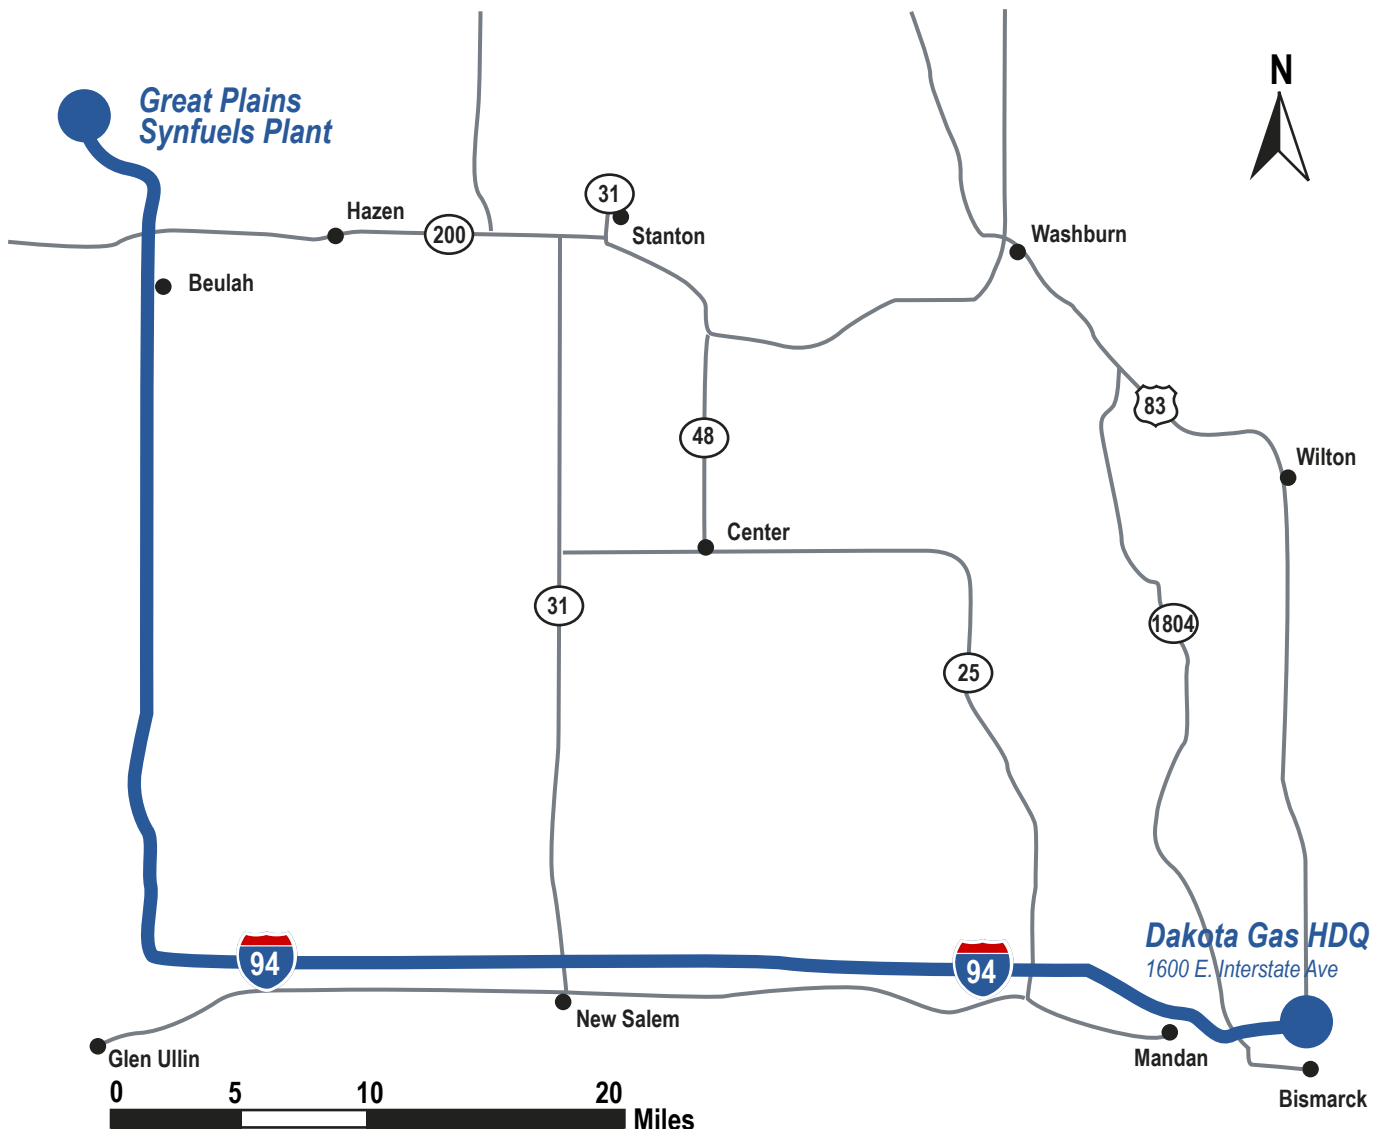 N
Great Plains
Synfuels Plant
31
Hazen
200
Stanton
Washburn
Beulah
83
48
Wilton
Center
31
1804
25
Dakota Gas HDQ
1600 E. Interstate Ave
94
94
New Salem
Glen Ullin
Mandan
Bismarck
0 5 10 20
Miles